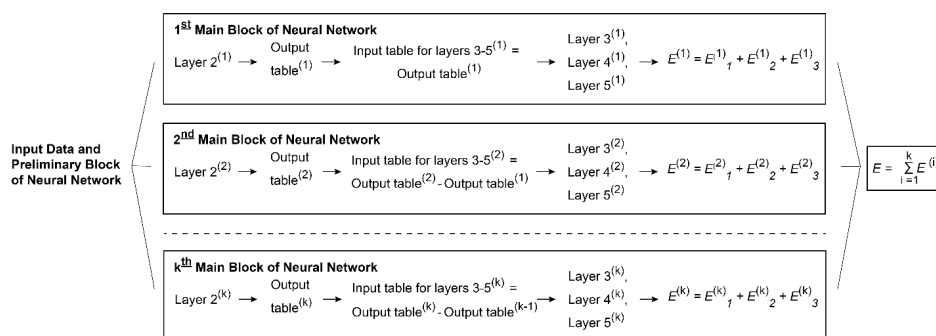 1st Main Block of Neural Network
Layer 2(1) → Output table(1) → Input table for layers 3-5(1) = Output table(1) → Layer 3(1), Layer 4(1), Layer 5(1) → E(1) = E(1)1 + E(1)2 + E(1)3
Input Data and
Preliminary Block
of Neural Network
2nd Main Block of Neural Network
Layer 2(2) → Output table(2) → Input table for layers 3-5(2) = Output table(2) - Output table(1) → Layer 3(2), Layer 4(2), Layer 5(2) → E(2) = E(2)1 + E(2)2 + E(2)3
E = k ∑ i =1 E(i)
kth Main Block of Neural Network
Layer 2(k) → Output table(k) → Input table for layers 3-5(k) = Output table(k) - Output table(k-1) → Layer 3(k), Layer 4(k), Layer 5(k) → E(k) = E(k)1 + E(k)2 + E(k)3